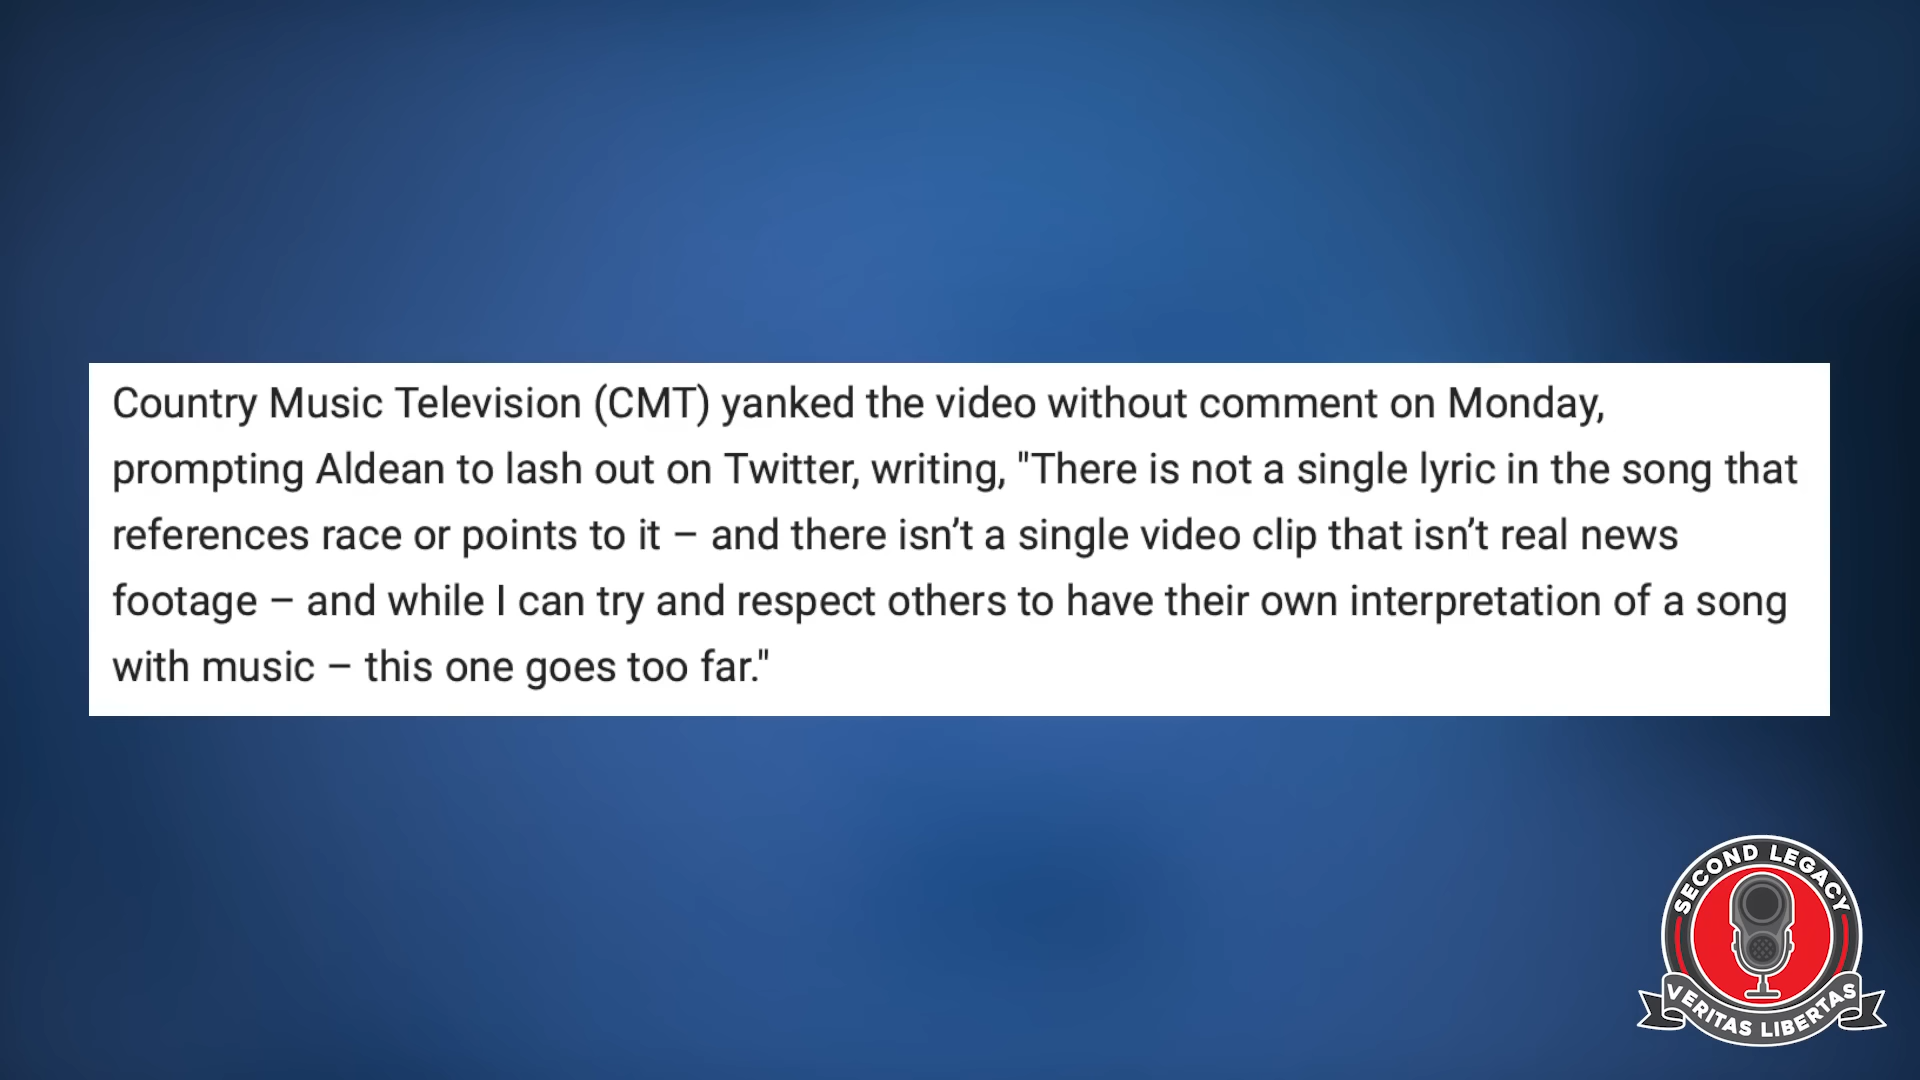 Country Music Television (CMT) yanked the video without comment on Monday,
prompting Aldean to lash out on Twitter, writing, "There is not a single lyric in the song that
references race or points to it – and there isn’t a single video clip that isn’t real news
footage – and while I can try and respect others to have their own interpretation of a song
with music – this one goes too far."
SECOND LEGACY
VERITAS LIBERTAS